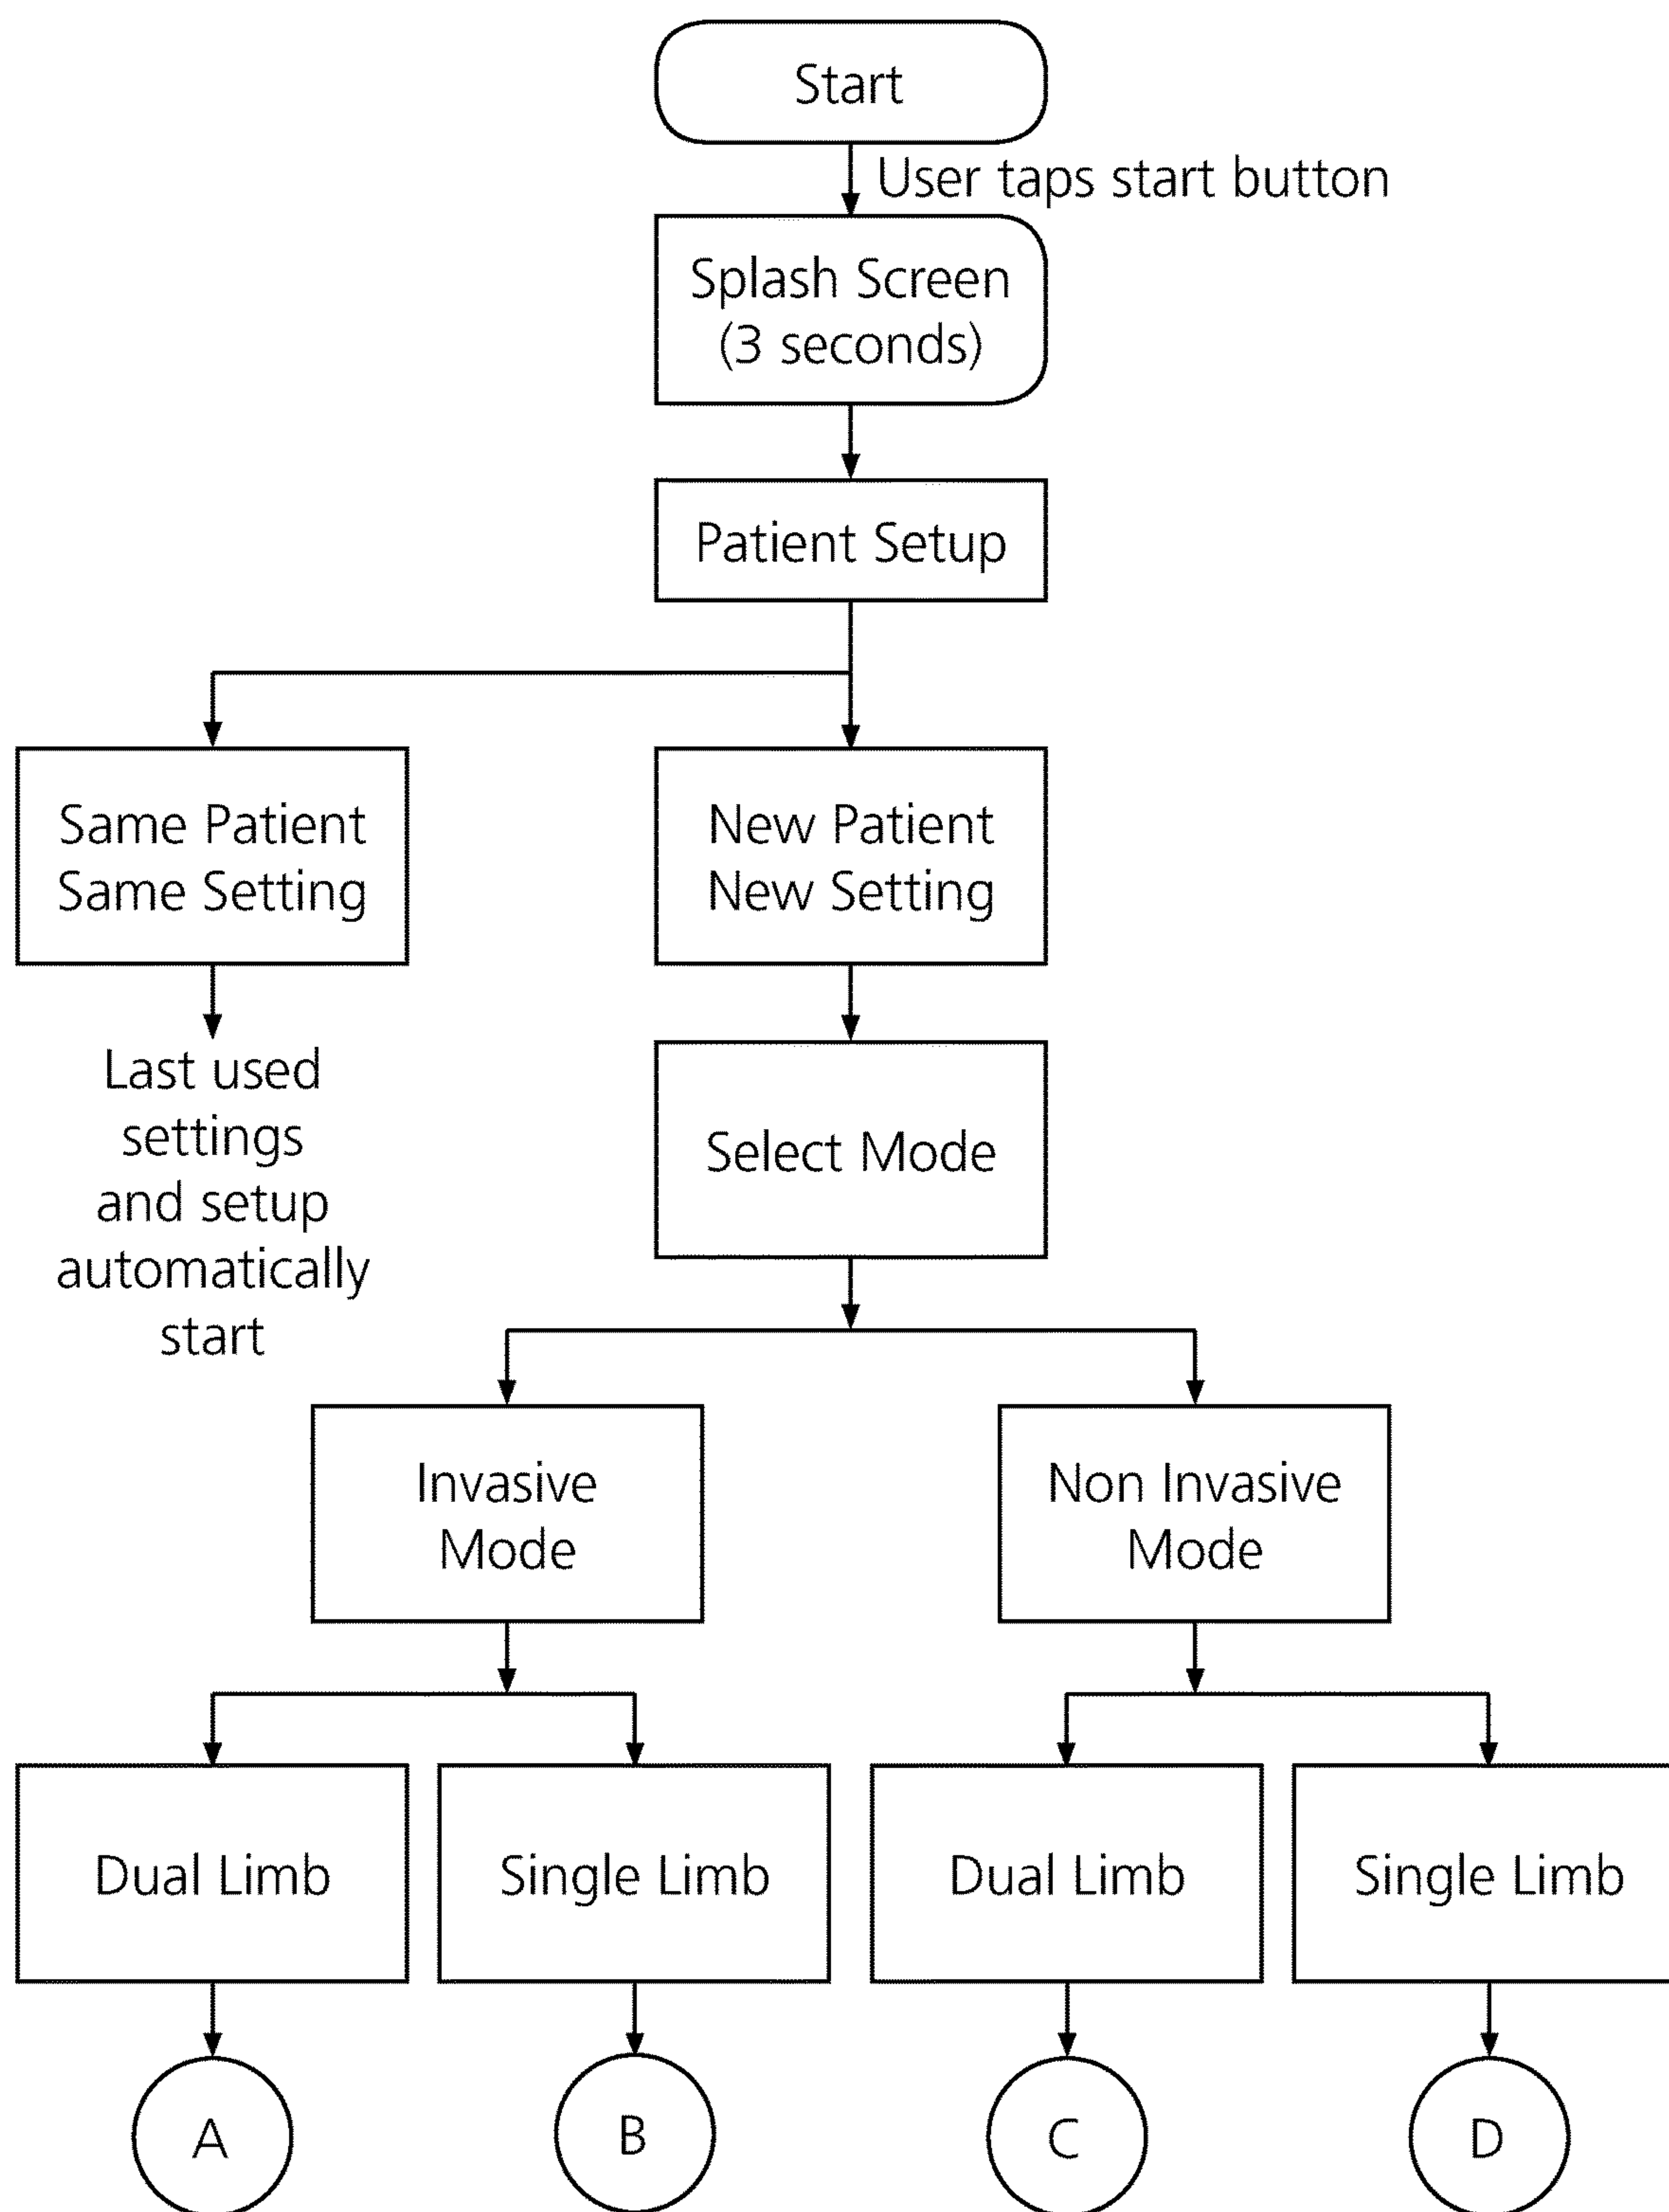 Start
User taps start button
Splash Screen
(3 seconds)
Patient Setup
Same Patient
Same Setting
New Patient
New Setting
Last used
settings
and setup
automatically
start
Select Mode
Invasive
Mode
Non Invasive
Mode
Dual Limb
Single Limb
Dual Limb
Single Limb
A
B
C
D